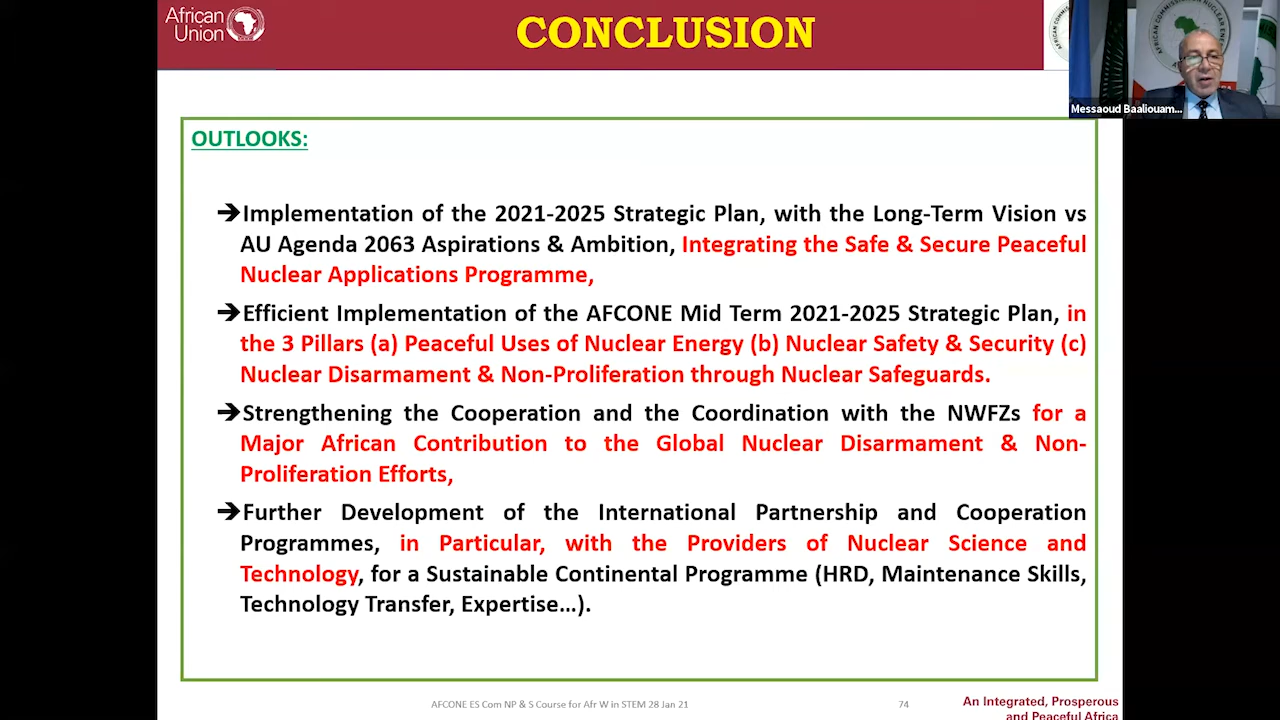 African
Union
CONCLUSION
AFRICAN COMMISSION NUCLEAR ENERGY
Messaoud Baaliouam...
OUTLOOKS:
➔Implementation of the 2021-2025 Strategic Plan, with the Long-Term Vision vs
AU Agenda 2063 Aspirations & Ambition, Integrating the Safe & Secure Peaceful
Nuclear Applications Programme,
➔Efficient Implementation of the AFCONE Mid Term 2021-2025 Strategic Plan, in
the 3 Pillars (a) Peaceful Uses of Nuclear Energy (b) Nuclear Safety & Security (c)
Nuclear Disarmament & Non-Proliferation through Nuclear Safeguards.
➔Strengthening the Cooperation and the Coordination with the NWFZs for a
Major African Contribution to the Global Nuclear Disarmament & Non-
Proliferation Efforts,
➔Further Development of the International Partnership and Cooperation
Programmes, in Particular, with the Providers of Nuclear Science and
Technology, for a Sustainable Continental Programme (HRD, Maintenance Skills,
Technology Transfer, Expertise…).
AFCONE ES Com NP & S Course for Afr W in STEM 28 Jan 21
74
An Integrated, Prosperous
and Peaceful Africa